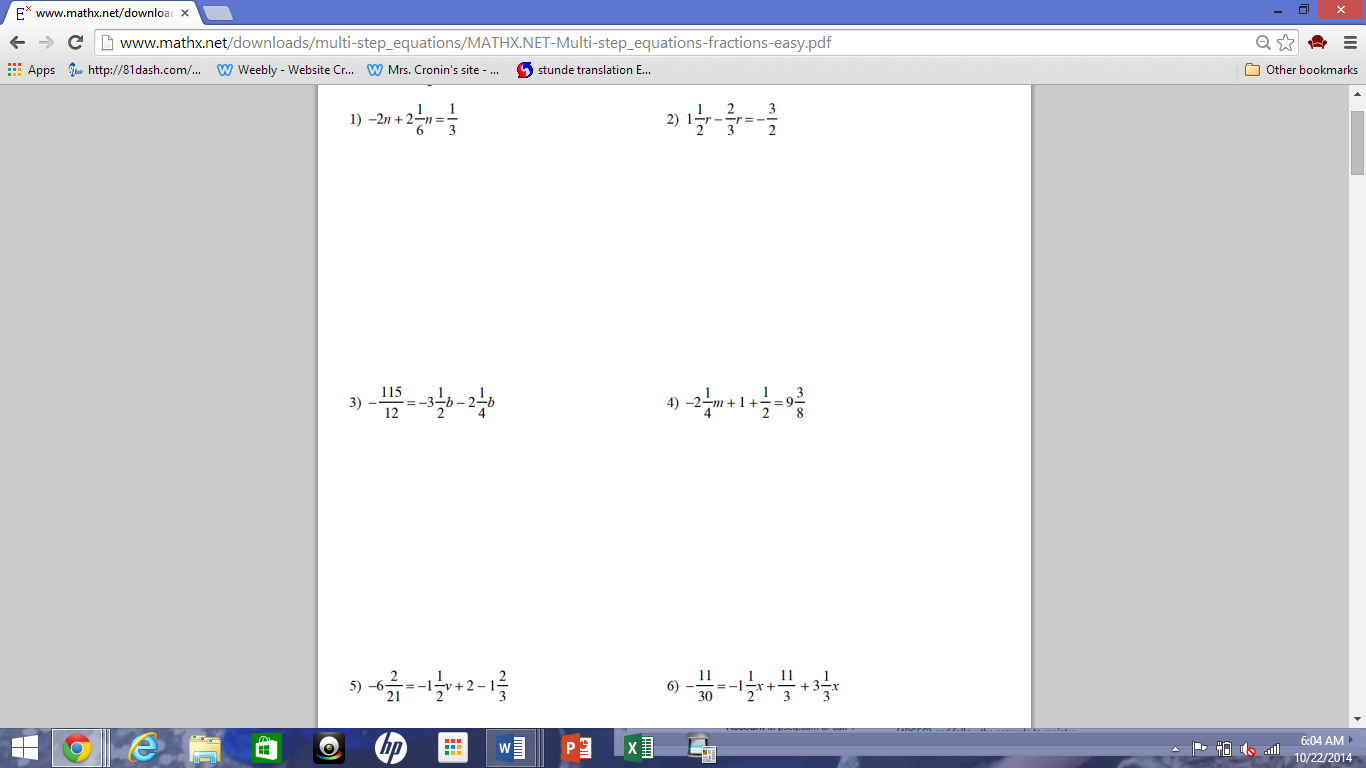 www.mathx.net/download
www.mathx.net/downloads/multi-step_equations/MATHX.NET-Multi-step_equations-fractions-easy.pdf
Apps http://81dash.com/... Weebly - Website Cr... Mrs. Cronin's site - ... stunde translation E... Other bookmarks
1) −2n + 2 1/6 n = 1/3 2) 1 1/2 r − 2/3 r = − 3/2
3) − 115/12 = −3 1/2 b − 2 1/4 b 4) −2 1/4 m + 1 + 1/2 = 9 3/8
5) −6 2/21 = −1 1/2 v + 2 − 1 2/3 6) − 11/30 = −1 1/2 x + 11/3 + 3 1/3 x
6:04 AM
10/22/2014